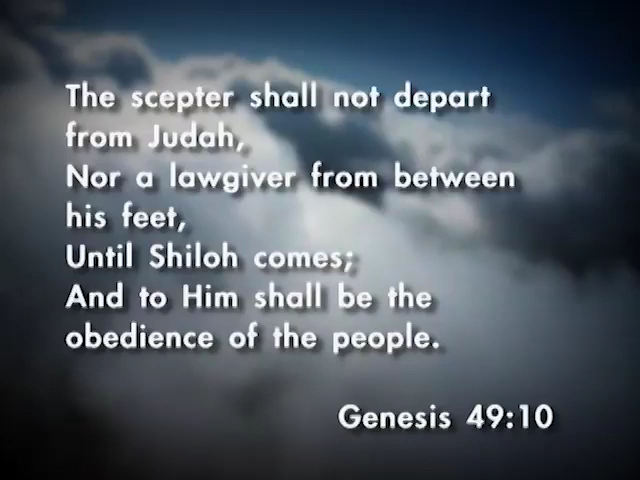 The scepter shall not depart
from Judah,
Nor a lawgiver from between
his feet,
Until Shiloh comes;
And to Him shall be the
obedience of the people.
Genesis 49:10